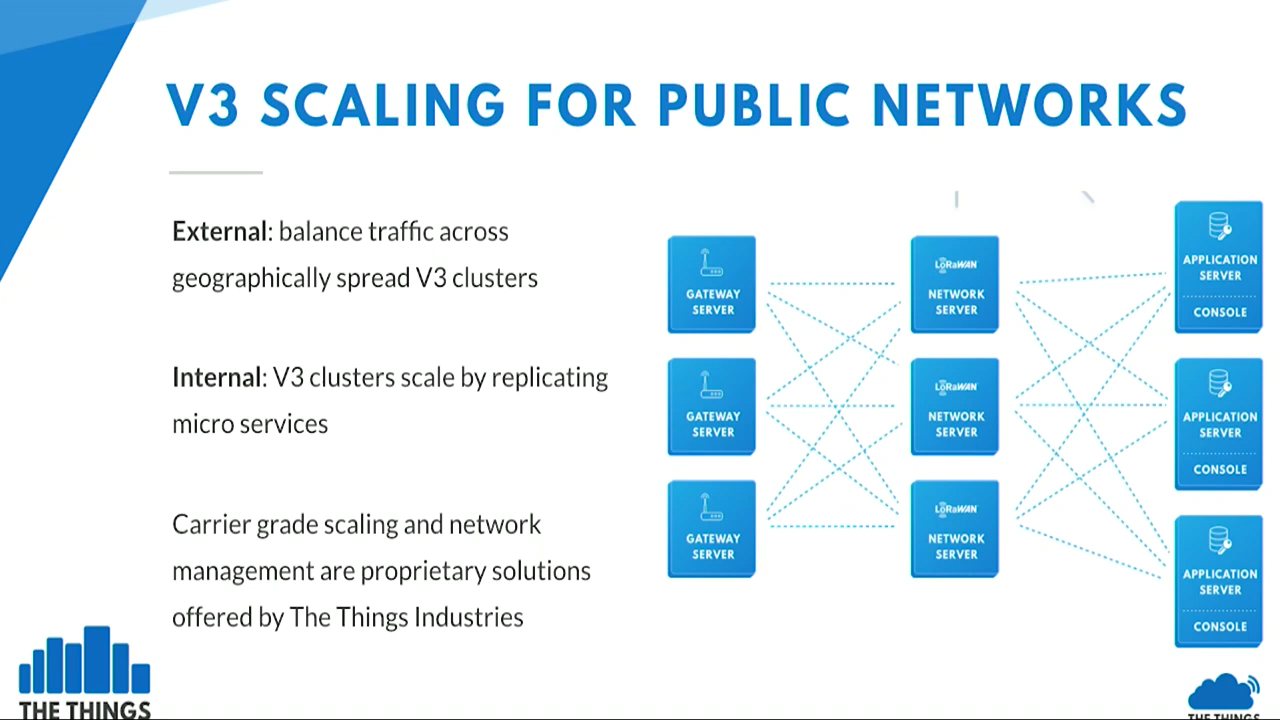 V3 SCALING FOR PUBLIC NETWORKS
External: balance traffic across
geographically spread V3 clusters
Internal: V3 clusters scale by replicating
micro services
Carrier grade scaling and network
management are proprietary solutions
offered by The Things Industries
GATEWAY
SERVER
GATEWAY
SERVER
GATEWAY
SERVER
LoRaWAN
NETWORK
SERVER
LoRaWAN
NETWORK
SERVER
LoRaWAN
NETWORK
SERVER
APPLICATION
SERVER
CONSOLE
APPLICATION
SERVER
CONSOLE
APPLICATION
SERVER
CONSOLE
THE THINGS
THE THINGS